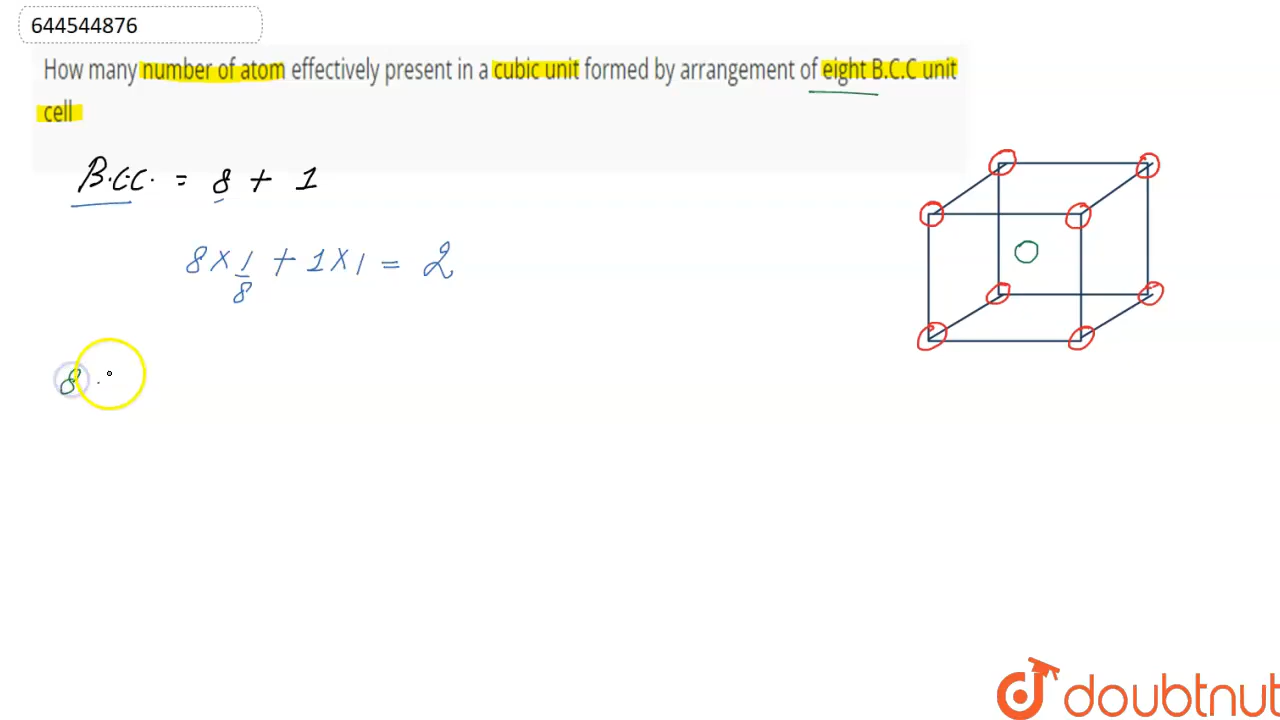 644544876
How many number of atom effectively present in a cubic unit formed by arrangement of eight B.C.C unit
cell
B.C.C. = 8 + 1
8 × 1/8 + 1 × 1 = 2
8
doubtnut